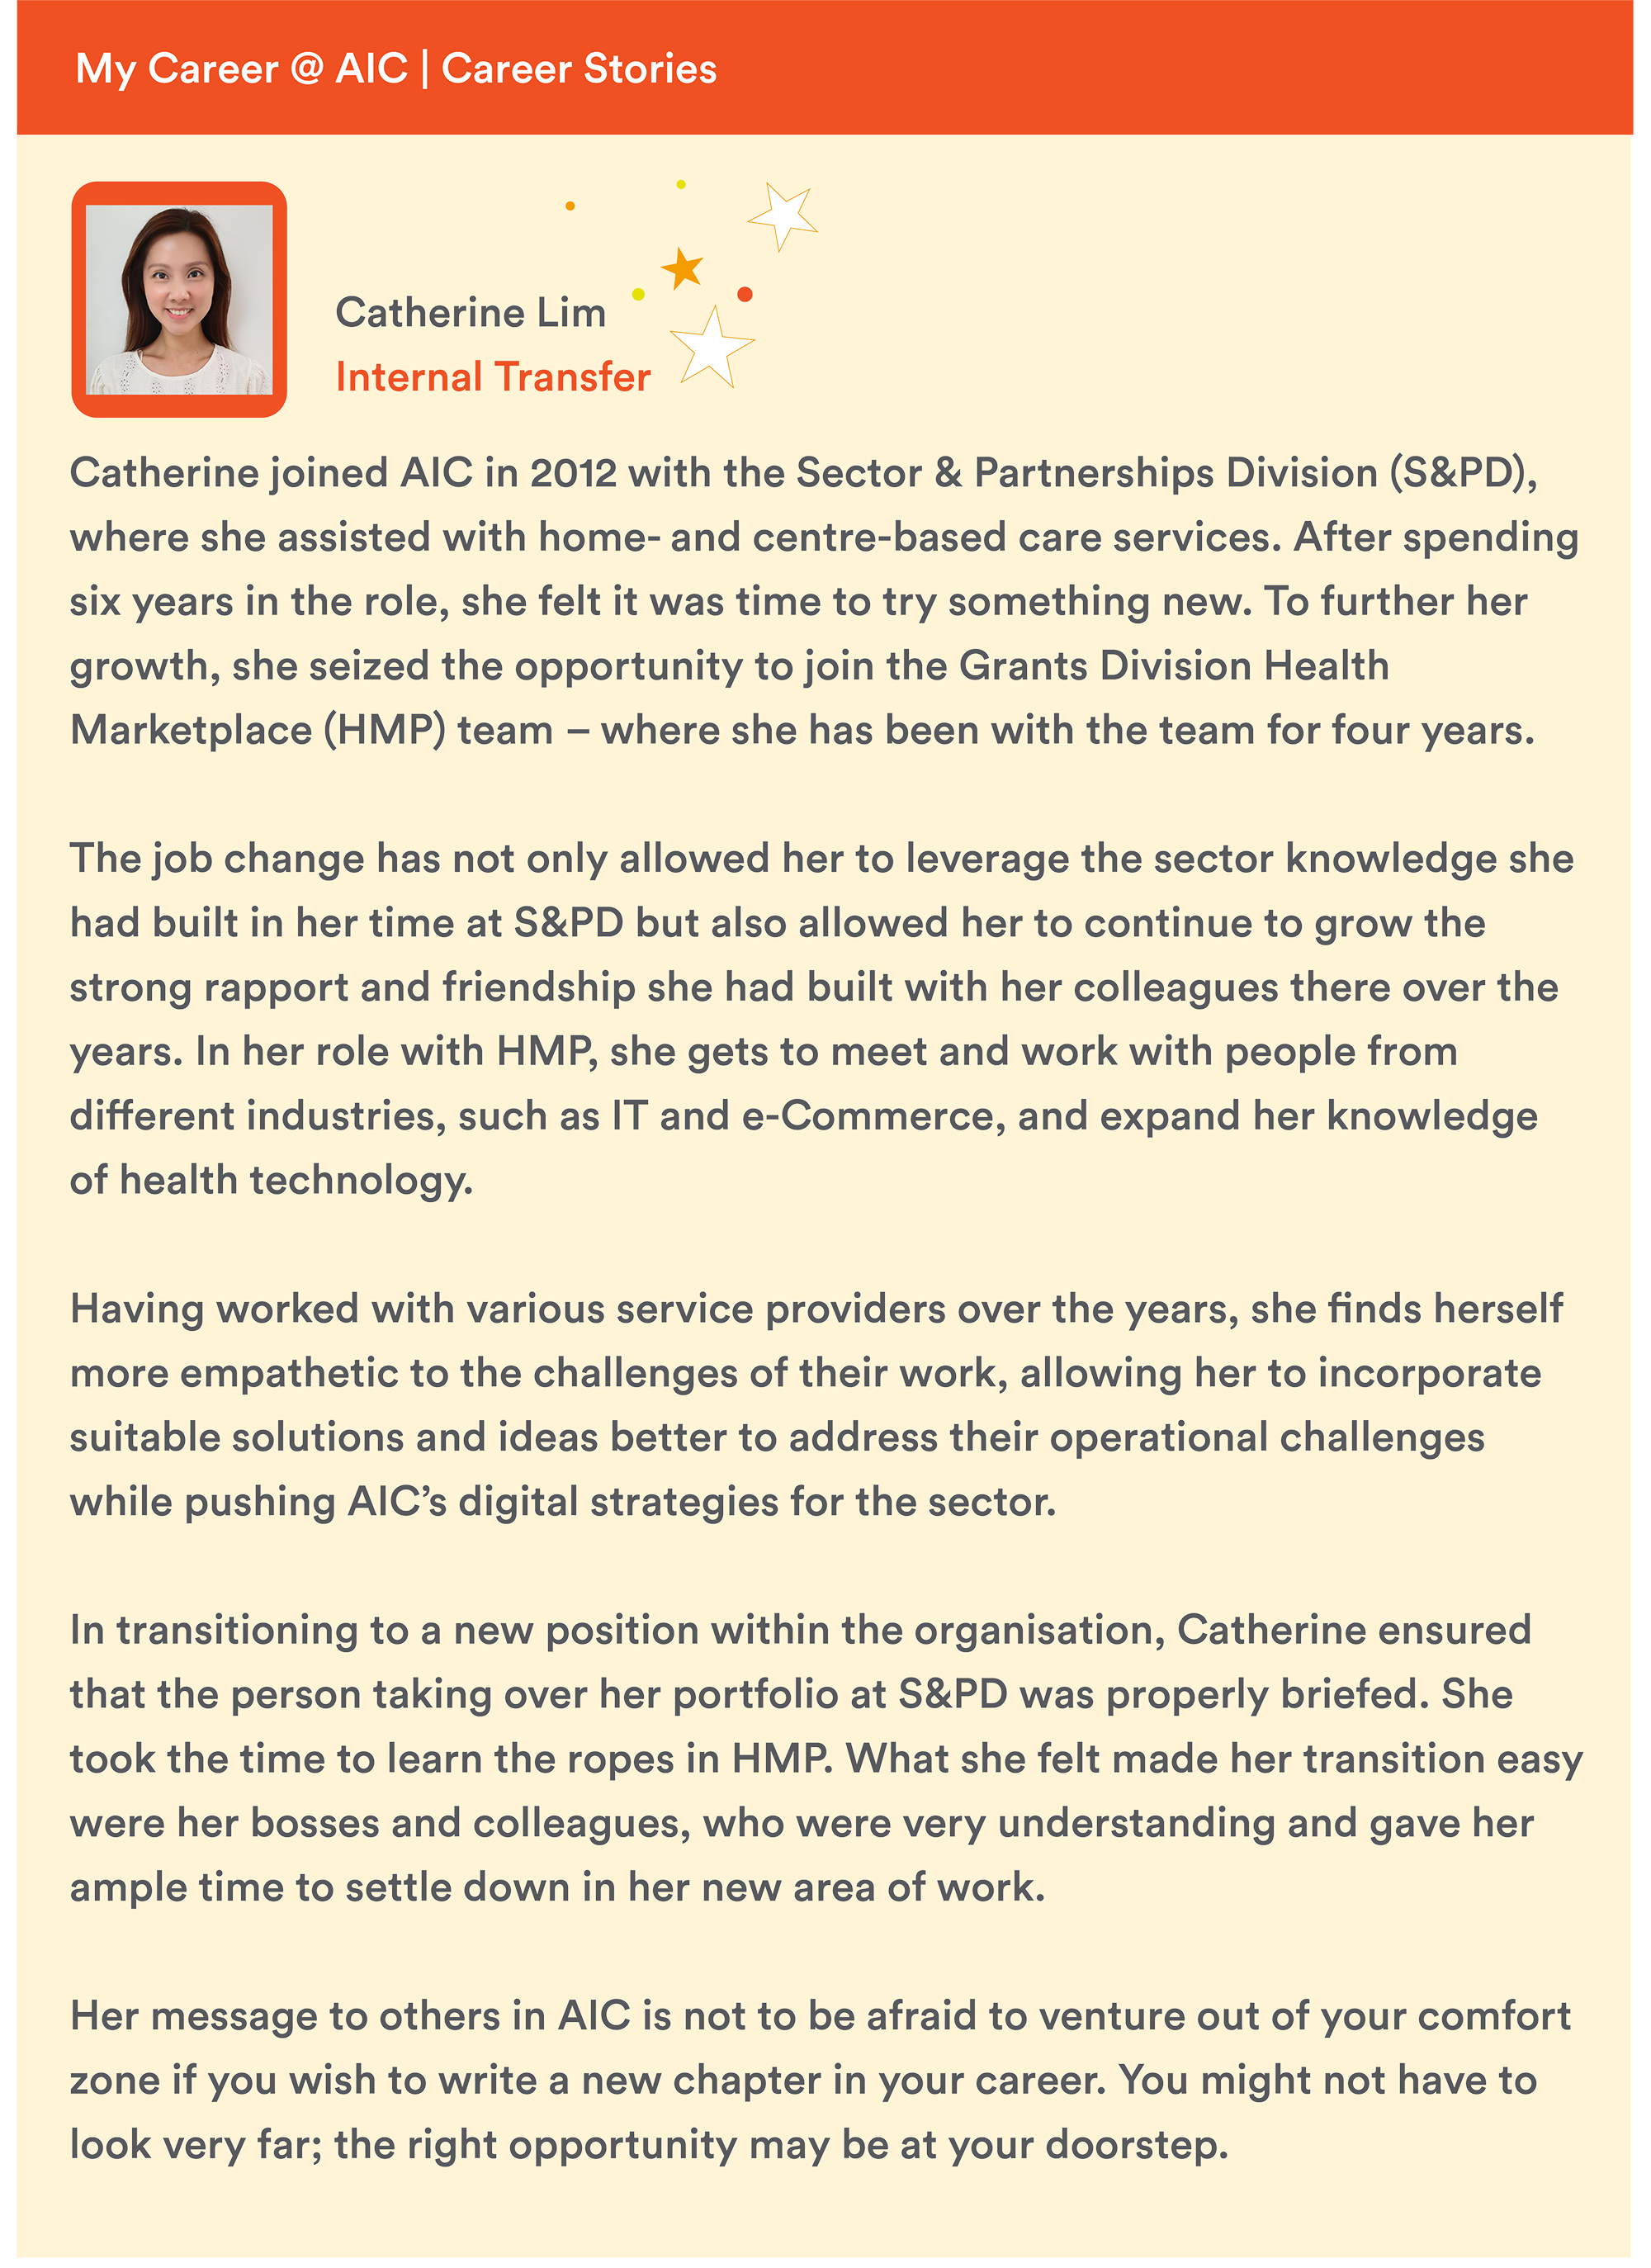 My Career @ AIC | Career Stories
Catherine Lim
Internal Transfer
Catherine joined AIC in 2012 with the Sector & Partnerships Division (S&PD),
where she assisted with home- and centre-based care services. After spending
six years in the role, she felt it was time to try something new. To further her
growth, she seized the opportunity to join the Grants Division Health
Marketplace (HMP) team – where she has been with the team for four years.
The job change has not only allowed her to leverage the sector knowledge she
had built in her time at S&PD but also allowed her to continue to grow the
strong rapport and friendship she had built with her colleagues there over the
years. In her role with HMP, she gets to meet and work with people from
different industries, such as IT and e-Commerce, and expand her knowledge
of health technology.
Having worked with various service providers over the years, she finds herself
more empathetic to the challenges of their work, allowing her to incorporate
suitable solutions and ideas better to address their operational challenges
while pushing AIC’s digital strategies for the sector.
In transitioning to a new position within the organisation, Catherine ensured
that the person taking over her portfolio at S&PD was properly briefed. She
took the time to learn the ropes in HMP. What she felt made her transition easy
were her bosses and colleagues, who were very understanding and gave her
ample time to settle down in her new area of work.
Her message to others in AIC is not to be afraid to venture out of your comfort
zone if you wish to write a new chapter in your career. You might not have to
look very far; the right opportunity may be at your doorstep.